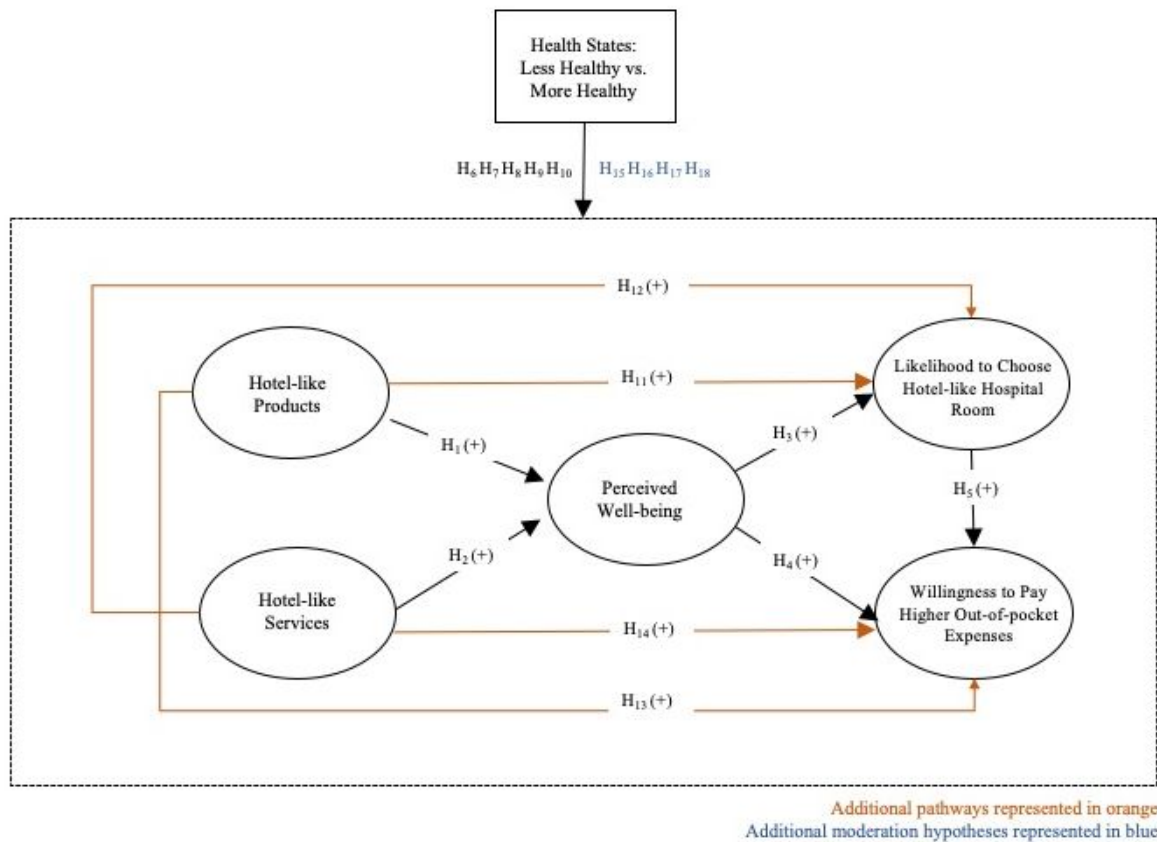 Health States:
Less Healthy vs.
More Healthy
H₆ H₇ H₈ H₉ H₁₀ H₁₅ H₁₆ H₁₇ H₁₈
H₁₂ (+)
Hotel-like
Products
H₁₁ (+)
Likelihood to Choose
Hotel-like Hospital
Room
H₁ (+)
H₃ (+)
Perceived
Well-being
H₅ (+)
H₂ (+)
H₄ (+)
Hotel-like
Services
H₁₄ (+)
Willingness to Pay
Higher Out-of-pocket
Expenses
H₁₃ (+)
Additional pathways represented in orange
Additional moderation hypotheses represented in blue